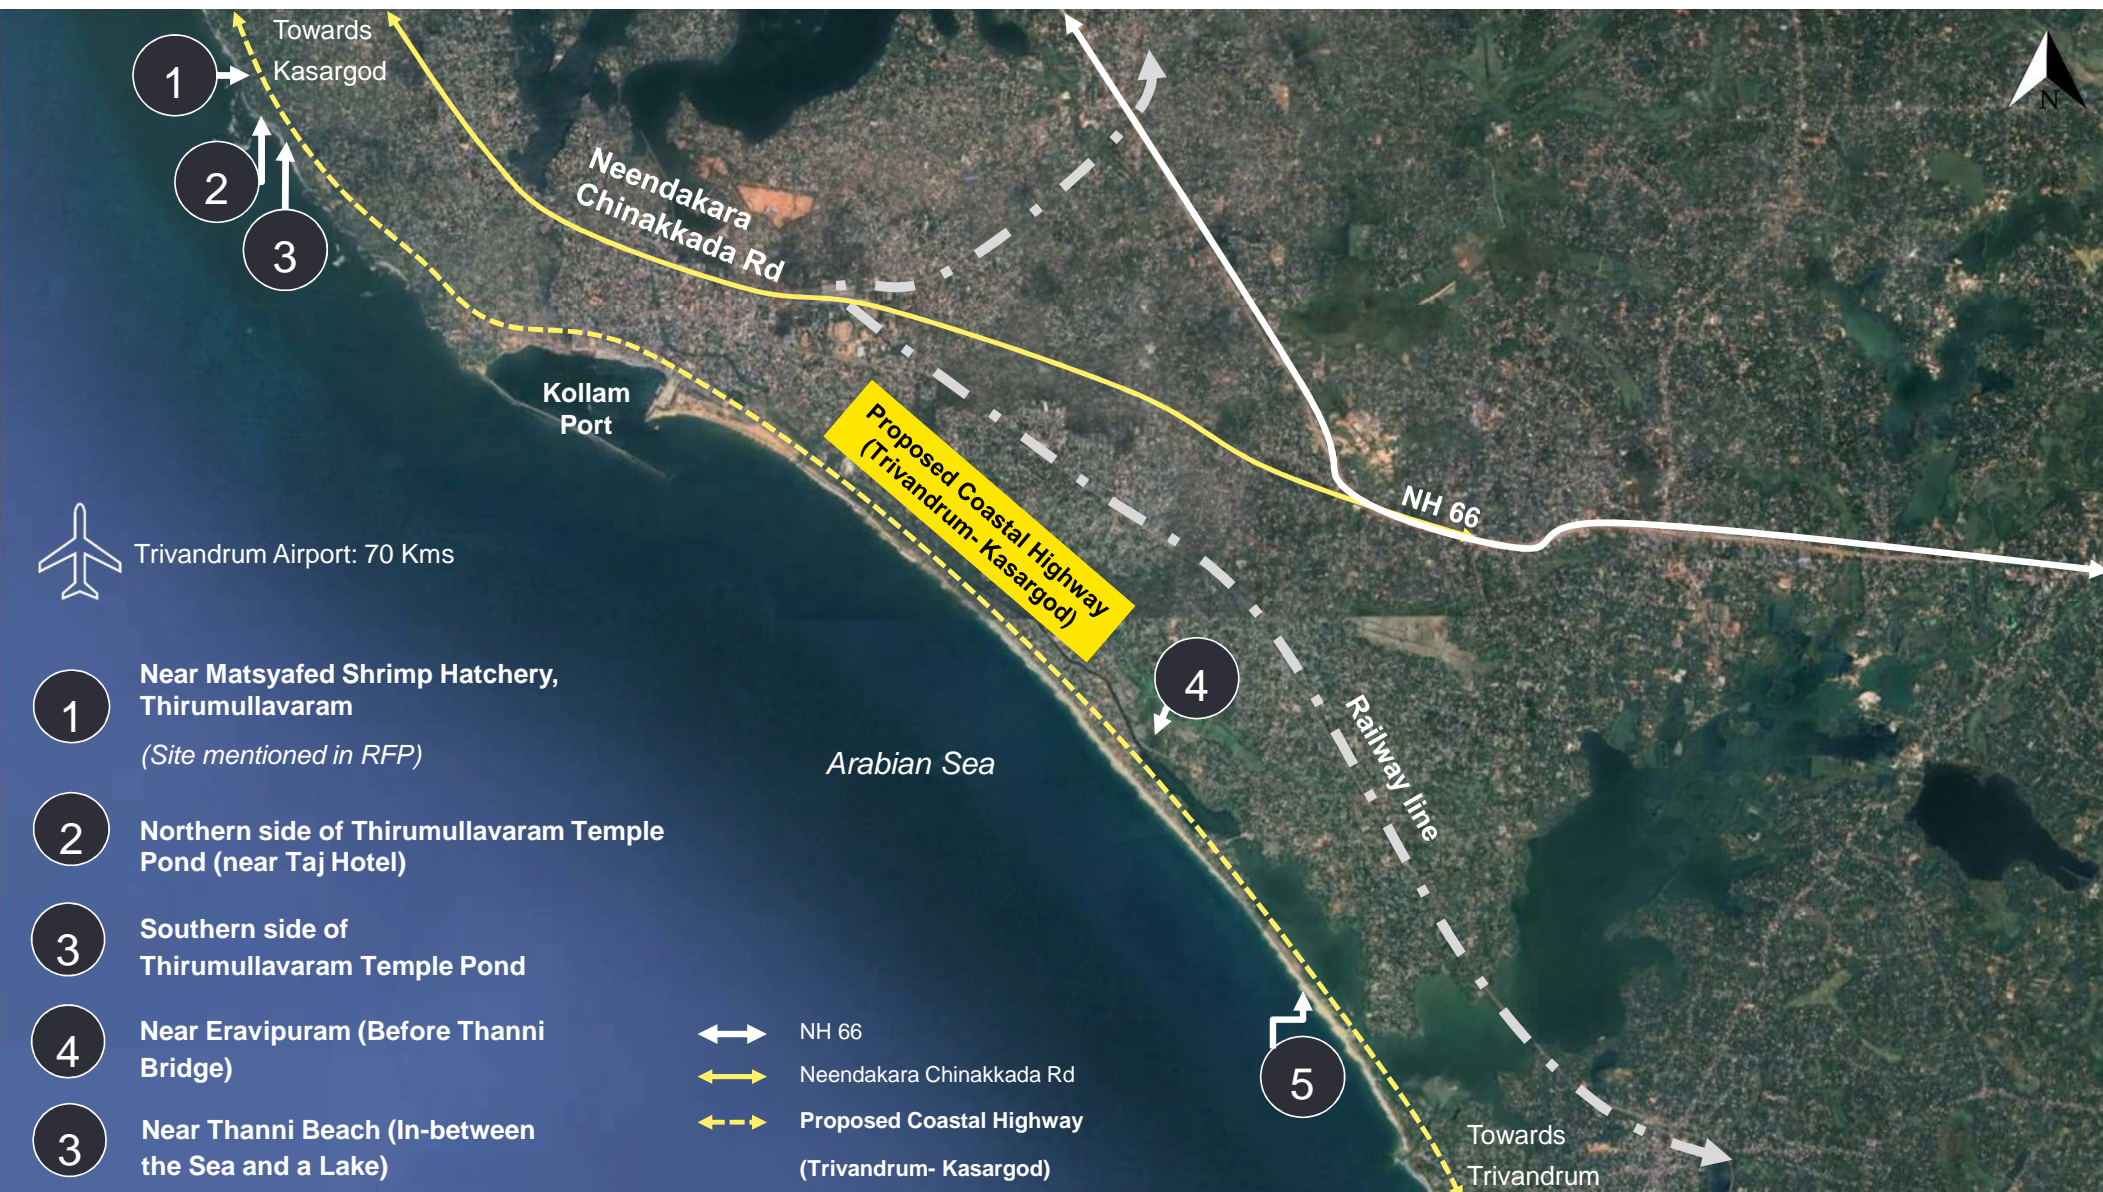 Towards
Kasargod
1
2
3
N
Neendakara
Chinakkada Rd
Kollam
Port
Proposed Coastal Highway
(Trivandrum- Kasargod)
NH 66
Trivandrum Airport: 70 Kms
4
Railway line
Arabian Sea
5
Towards
Trivandrum
1
Near Matsyafed Shrimp Hatchery,
Thirumullavaram
(Site mentioned in RFP)
2
Northern side of Thirumullavaram Temple
Pond (near Taj Hotel)
3
Southern side of
Thirumullavaram Temple Pond
4
Near Eravipuram (Before Thanni
Bridge)
3
Near Thanni Beach (In-between
the Sea and a Lake)
NH 66
Neendakara Chinakkada Rd
Proposed Coastal Highway
(Trivandrum- Kasargod)